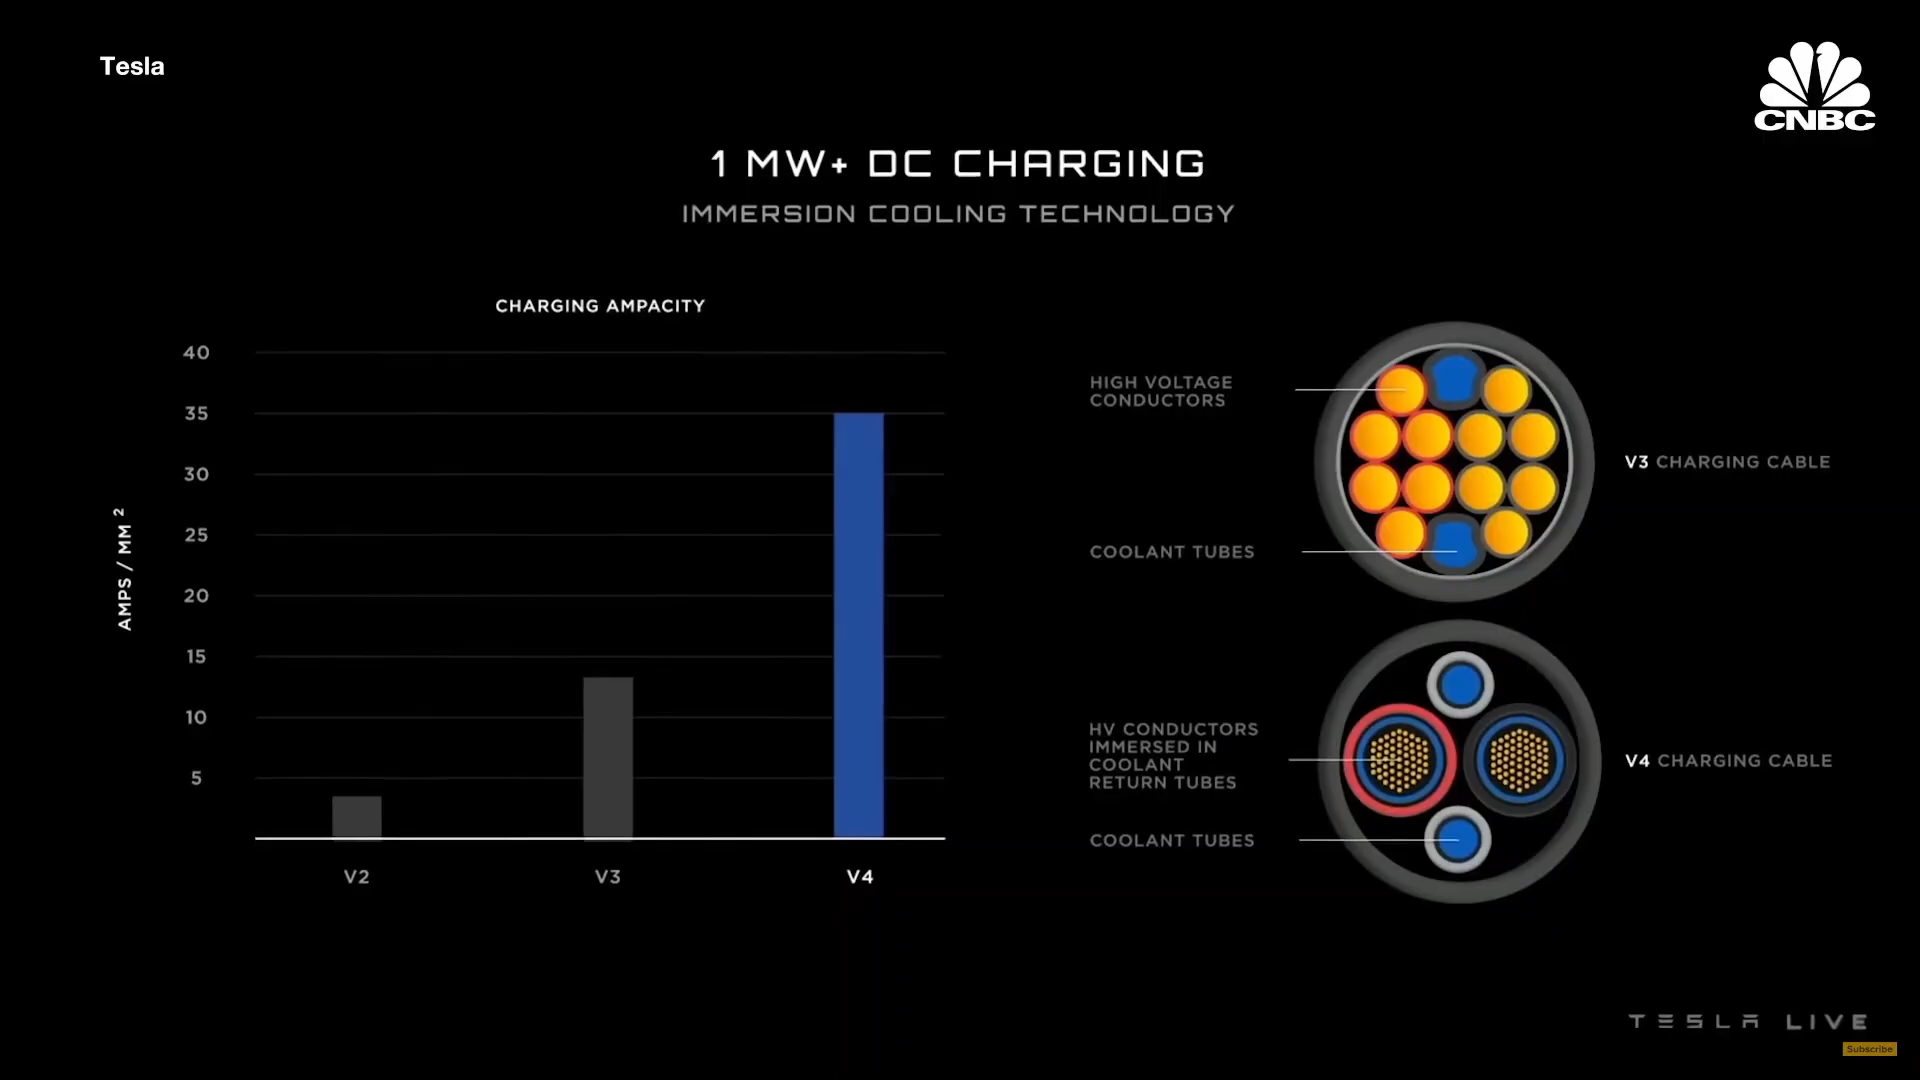 Tesla
CNBC
1 MW+ DC CHARGING
IMMERSION COOLING TECHNOLOGY
CHARGING AMPACITY
40
35
30
25
20
15
10
5
AMPS / MM ²
V2
V3
V4
HIGH VOLTAGE
CONDUCTORS
COOLANT TUBES
V3 CHARGING CABLE
HV CONDUCTORS
IMMERSED IN
COOLANT
RETURN TUBES
COOLANT TUBES
V4 CHARGING CABLE
TESLA LIVE
Subscribe